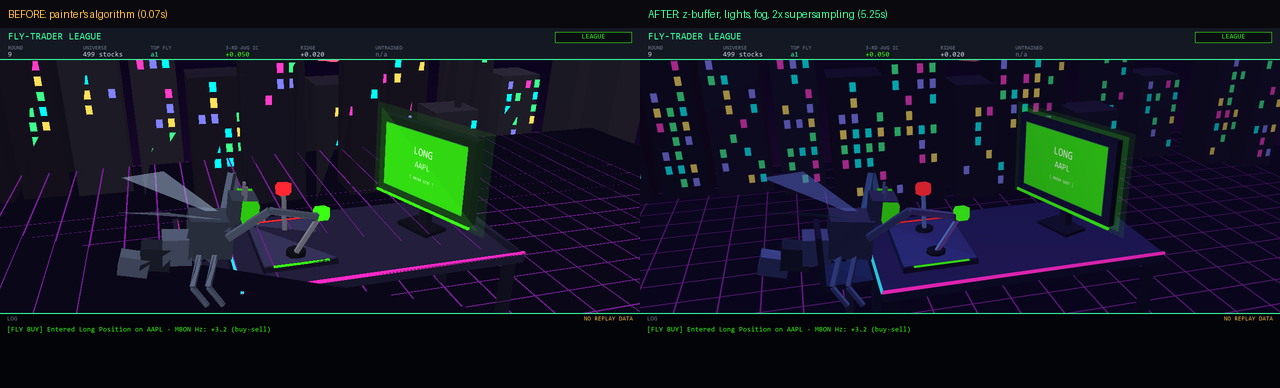 BEFORE: painter's algorithm (0.07s)
FLY-TRADER LEAGUE
LEAGUE
ROUND UNIVERSE TOP FLY 3-RD AVG IC RIDGE UNTRAINED
9 499 stocks a1 +0.050 +0.020 n/a
LONG
AAPL
LOG NO REPLAY DATA
[FLY BUY] Entered Long Position on AAPL - MBON Hz: +3.2 (buy-sell)
AFTER: z-buffer, lights, fog, 2x supersampling (5.25s)
FLY-TRADER LEAGUE
LEAGUE
ROUND UNIVERSE TOP FLY 3-RD AVG IC RIDGE UNTRAINED
9 499 stocks a1 +0.050 +0.020 n/a
LONG
AAPL
LOG NO REPLAY DATA
[FLY BUY] Entered Long Position on AAPL - MBON Hz: +3.2 (buy-sell)